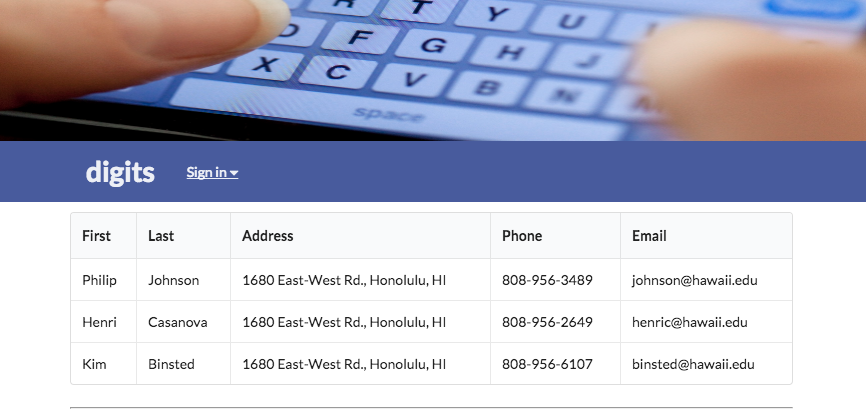 R T Y U
D F G H J
X C V B N
space
digits Sign in
First Last Address Phone Email
Philip Johnson 1680 East-West Rd., Honolulu, HI 808-956-3489 johnson@hawaii.edu
Henri Casanova 1680 East-West Rd., Honolulu, HI 808-956-2649 henric@hawaii.edu
Kim Binsted 1680 East-West Rd., Honolulu, HI 808-956-6107 binsted@hawaii.edu